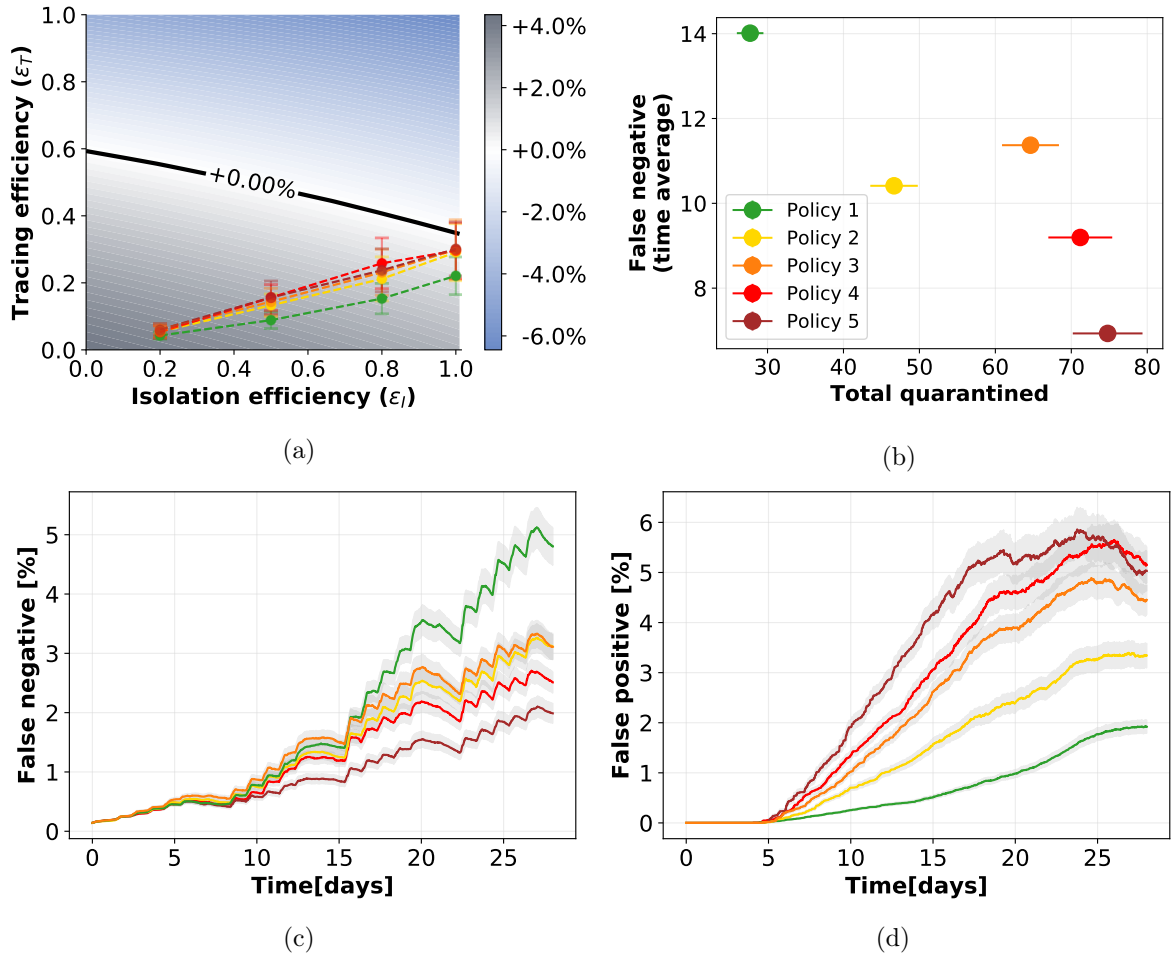 1.0
0.8
0.6
0.4
0.2
0.0
Tracing efficiency (εT)
+0.00%
0.0 0.2 0.4 0.6 0.8 1.0
Isolation efficiency (εI)
+4.0%
+2.0%
+0.0%
-2.0%
-4.0%
-6.0%
(a)
14
12
10
8
False negative
(time average)
Policy 1
Policy 2
Policy 3
Policy 4
Policy 5
30 40 50 60 70 80
Total quarantined
(b)
5
4
3
2
1
0
False negative [%]
0 5 10 15 20 25
Time[days]
(c)
6
5
4
3
2
1
0
False positive [%]
0 5 10 15 20 25
Time[days]
(d)